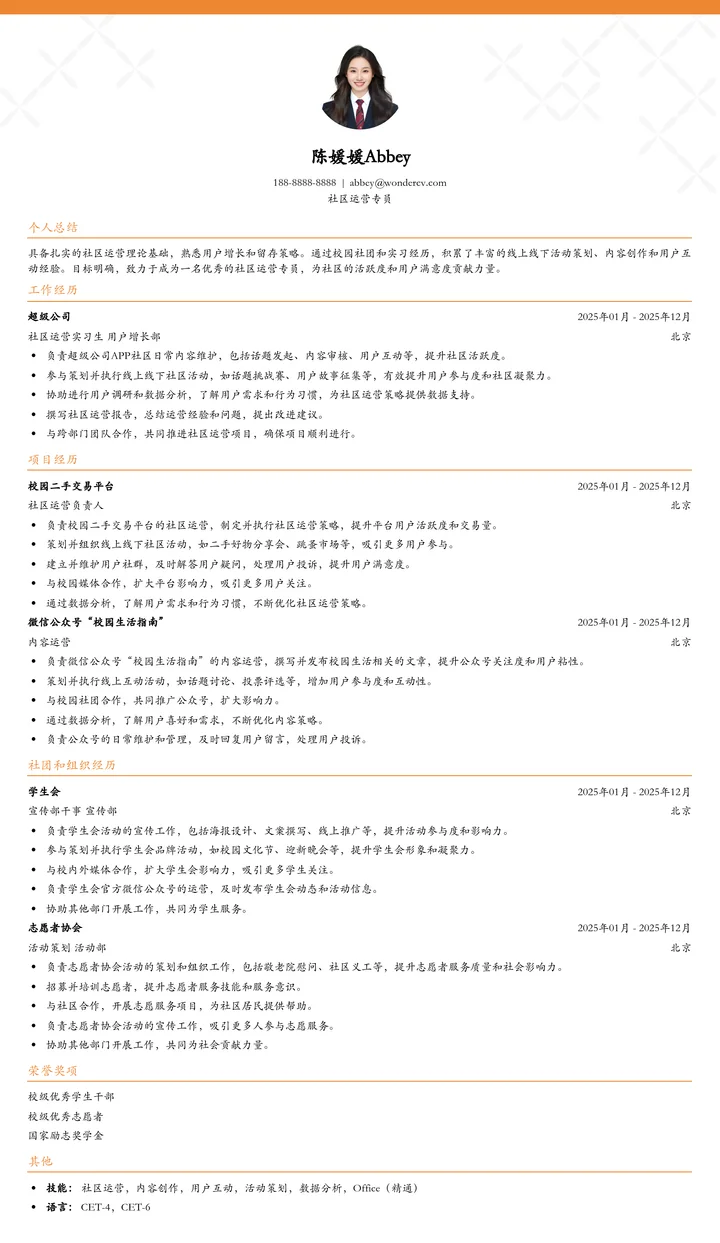 陈媛媛Abbey
188-8888-8888 | abbey@wondercv.com
社区运营专员
个人总结
具备扎实的社区运营理论基础，熟悉用户增长和留存策略。通过校园社团和实习经历，积累了丰富的线上线下活动策划、内容创作和用户互
动经验。目标明确，致力于成为一名优秀的社区运营专员，为社区的活跃度和用户满意度贡献力量。
工作经历
超级公司 2025年01月 - 2025年12月
社区运营实习生 用户增长部 北京
• 负责超级公司APP社区日常内容维护，包括话题发起、内容审核、用户互动等，提升社区活跃度。
• 参与策划并执行线上线下社区活动，如话题挑战赛、用户故事征集等，有效提升用户参与度和社区凝聚力。
• 协助进行用户调研和数据分析，了解用户需求和行为习惯，为社区运营策略提供数据支持。
• 撰写社区运营报告，总结运营经验和问题，提出改进建议。
• 与跨部门团队合作，共同推进社区运营项目，确保项目顺利进行。
项目经历
校园二手交易平台 2025年01月 - 2025年12月
社区运营负责人 北京
• 负责校园二手交易平台的社区运营，制定并执行社区运营策略，提升平台用户活跃度和交易量。
• 策划并组织线上线下社区活动，如二手好物分享会、跳蚤市场等，吸引更多用户参与。
• 建立并维护用户社群，及时解答用户疑问，处理用户投诉，提升用户满意度。
• 与校园媒体合作，扩大平台影响力，吸引更多用户关注。
• 通过数据分析，了解用户需求和行为习惯，不断优化社区运营策略。
微信公众号“校园生活指南” 2025年01月 - 2025年12月
内容运营 北京
• 负责微信公众号“校园生活指南”的内容运营，撰写并发布校园生活相关的文章，提升公众号关注度和用户粘性。
• 策划并执行线上互动活动，如话题讨论、投票评选等，增加用户参与度和互动性。
• 与校园社团合作，共同推广公众号，扩大影响力。
• 通过数据分析，了解用户喜好和需求，不断优化内容策略。
• 负责公众号的日常维护和管理，及时回复用户留言，处理用户投诉。
社团和组织经历
学生会 2025年01月 - 2025年12月
宣传部干事 宣传部 北京
• 负责学生会活动的宣传工作，包括海报设计、文案撰写、线上推广等，提升活动参与度和影响力。
• 参与策划并执行学生会品牌活动，如校园文化节、迎新晚会等，提升学生会形象和凝聚力。
• 与校内外媒体合作，扩大学生会影响力，吸引更多学生关注。
• 负责学生会官方微信公众号的运营，及时发布学生会动态和活动信息。
• 协助其他部门开展工作，共同为学生服务。
志愿者协会 2025年01月 - 2025年12月
活动策划 活动部 北京
• 负责志愿者协会活动的策划和组织工作，包括敬老院慰问、社区义工等，提升志愿者服务质量和社会影响力。
• 招募并培训志愿者，提升志愿者服务技能和服务意识。
• 与社区合作，开展志愿服务项目，为社区居民提供帮助。
• 负责志愿者协会活动的宣传工作，吸引更多人参与志愿服务。
• 协助其他部门开展工作，共同为社会贡献力量。
荣誉奖项
校级优秀学生干部
校级优秀志愿者
国家励志奖学金
其他
• 技能： 社区运营，内容创作，用户互动，活动策划，数据分析，Office（精通）
• 语言： CET-4，CET-6